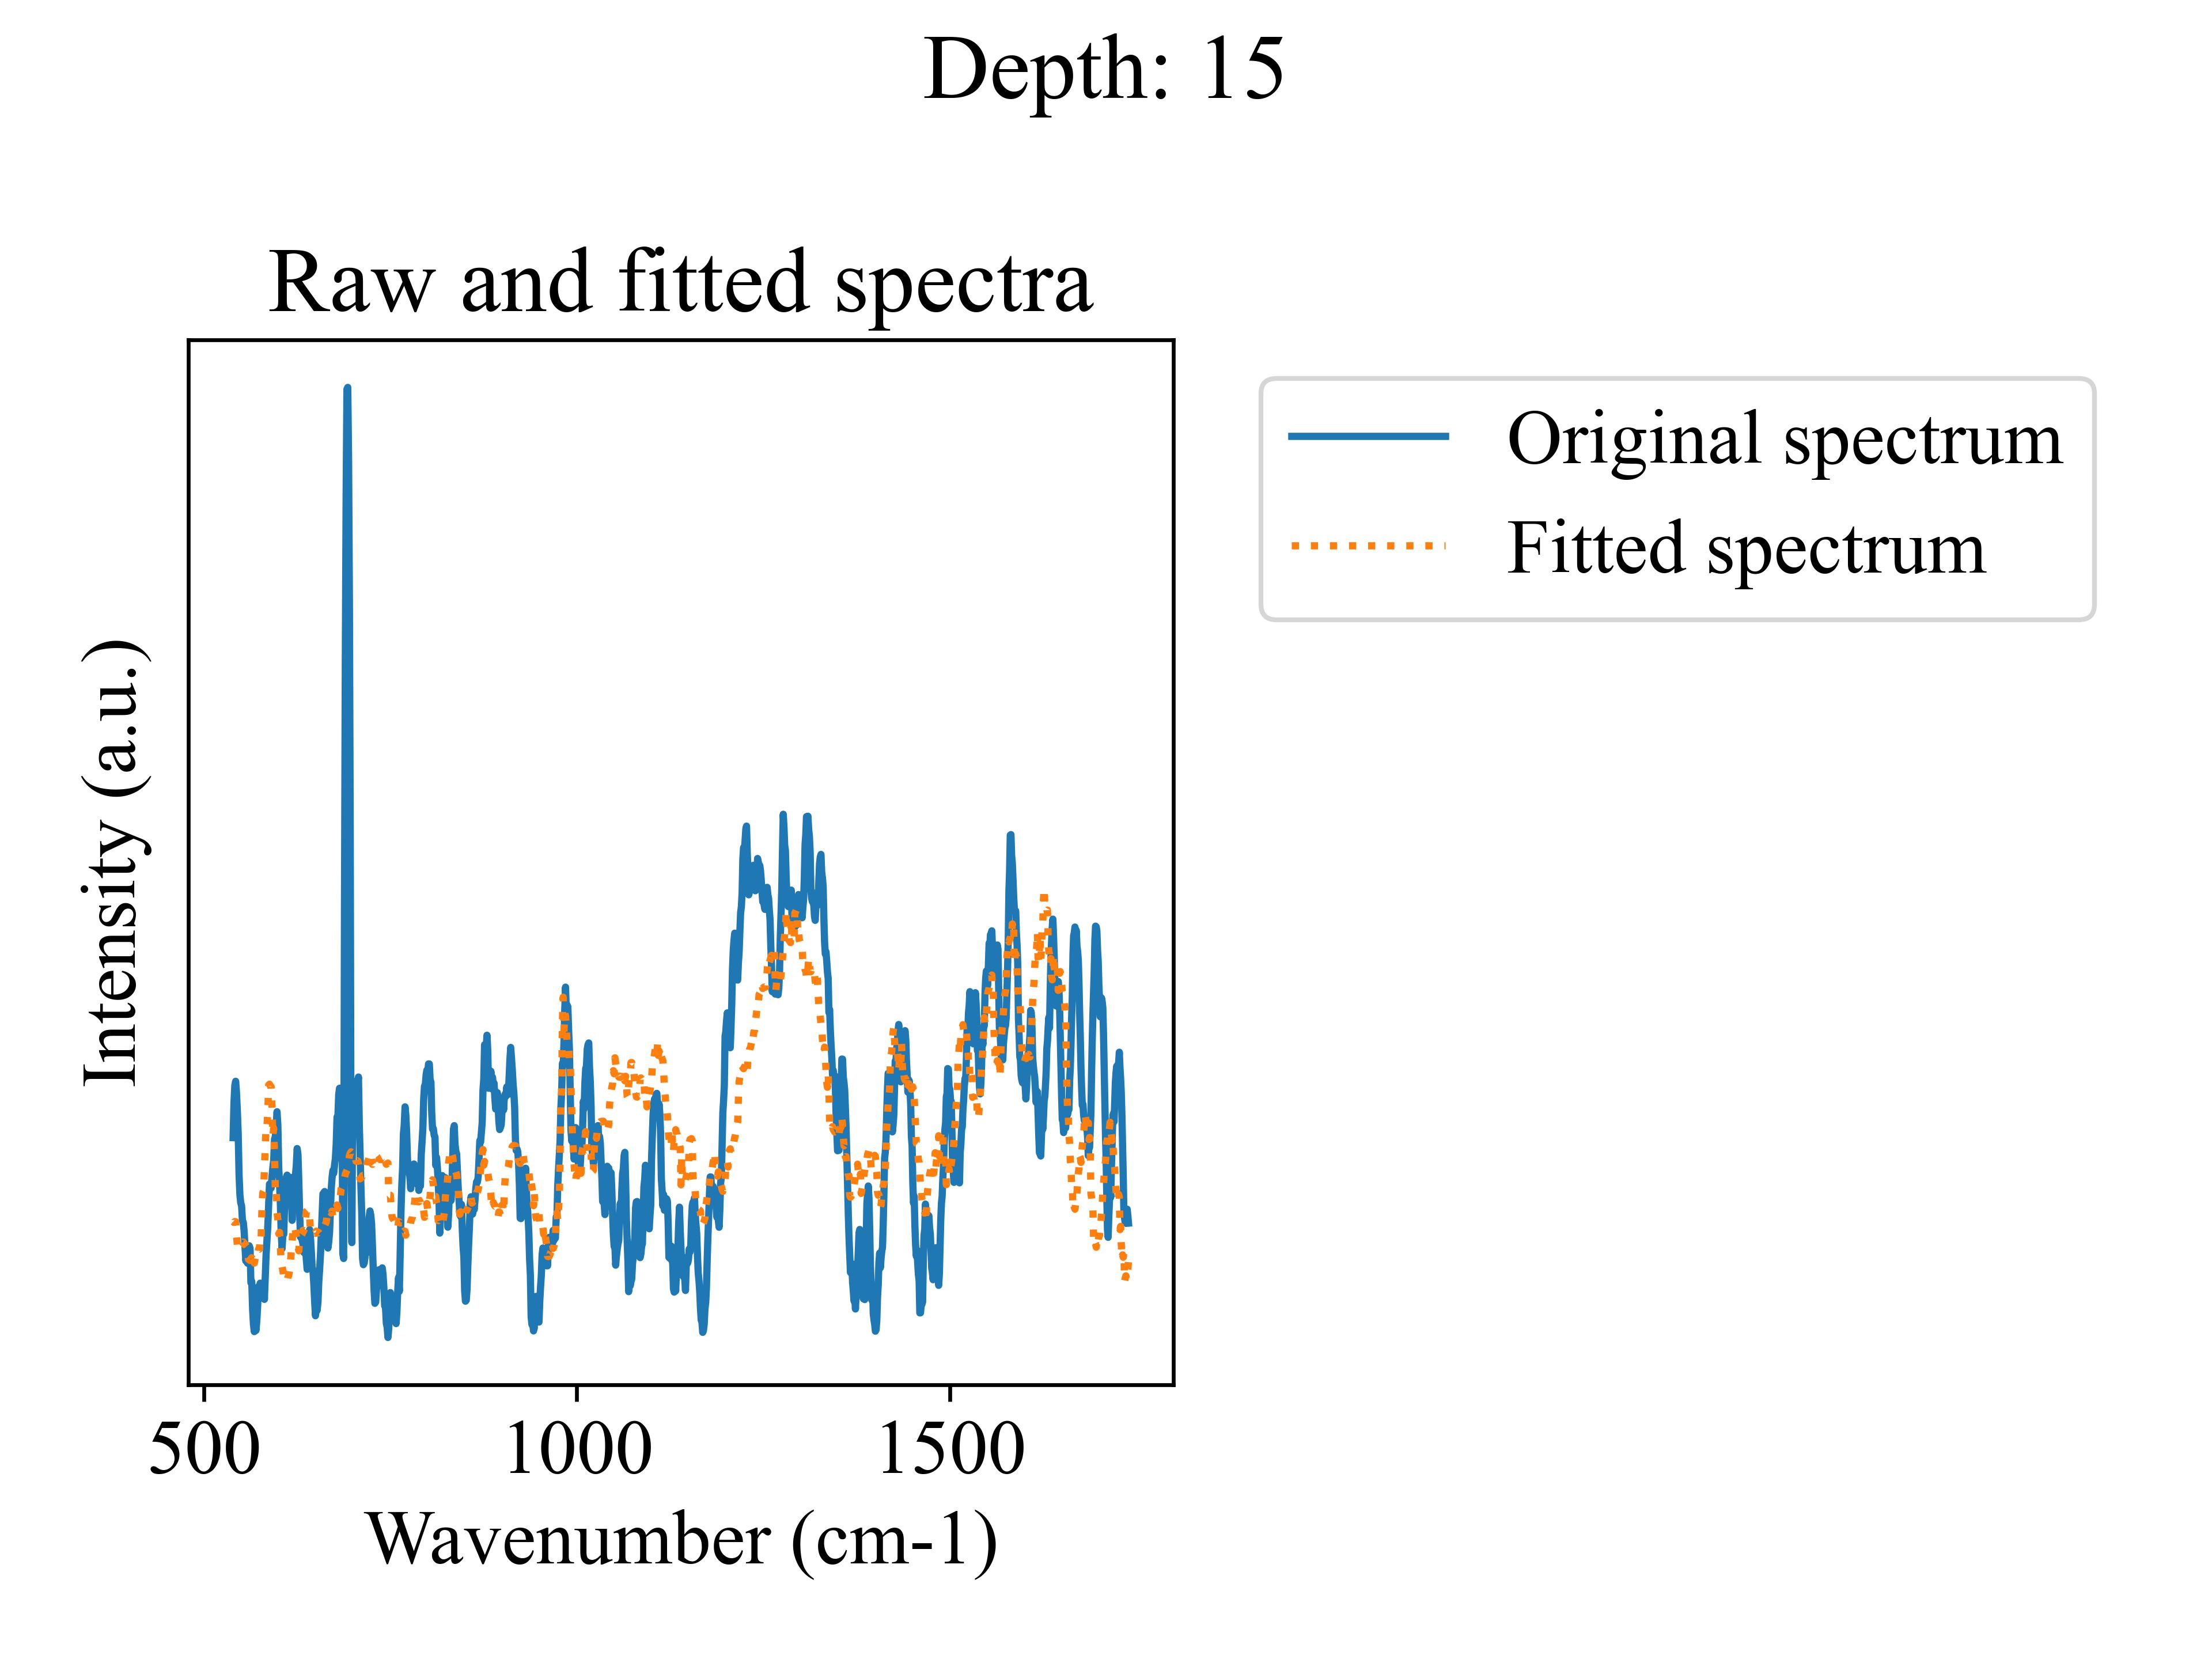 Depth: 15
Raw and fitted spectra
Original spectrum
Fitted spectrum
Intensity (a.u.)
500 1000 1500
Wavenumber (cm-1)